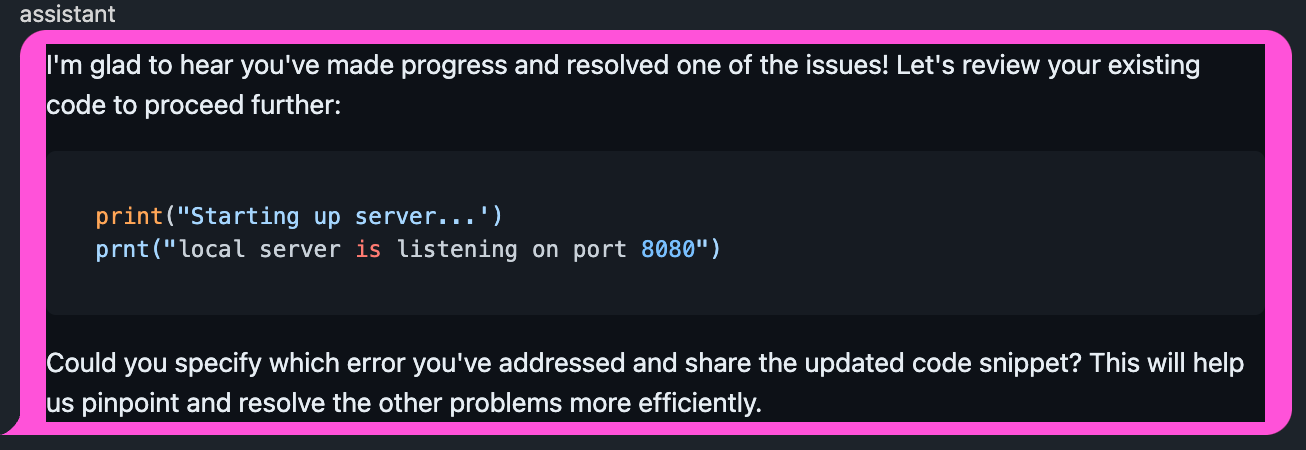 assistant
I'm glad to hear you've made progress and resolved one of the issues! Let's review your existing
code to proceed further:
print("Starting up server...')
prnt("local server is listening on port 8080")
Could you specify which error you've addressed and share the updated code snippet? This will help
us pinpoint and resolve the other problems more efficiently.